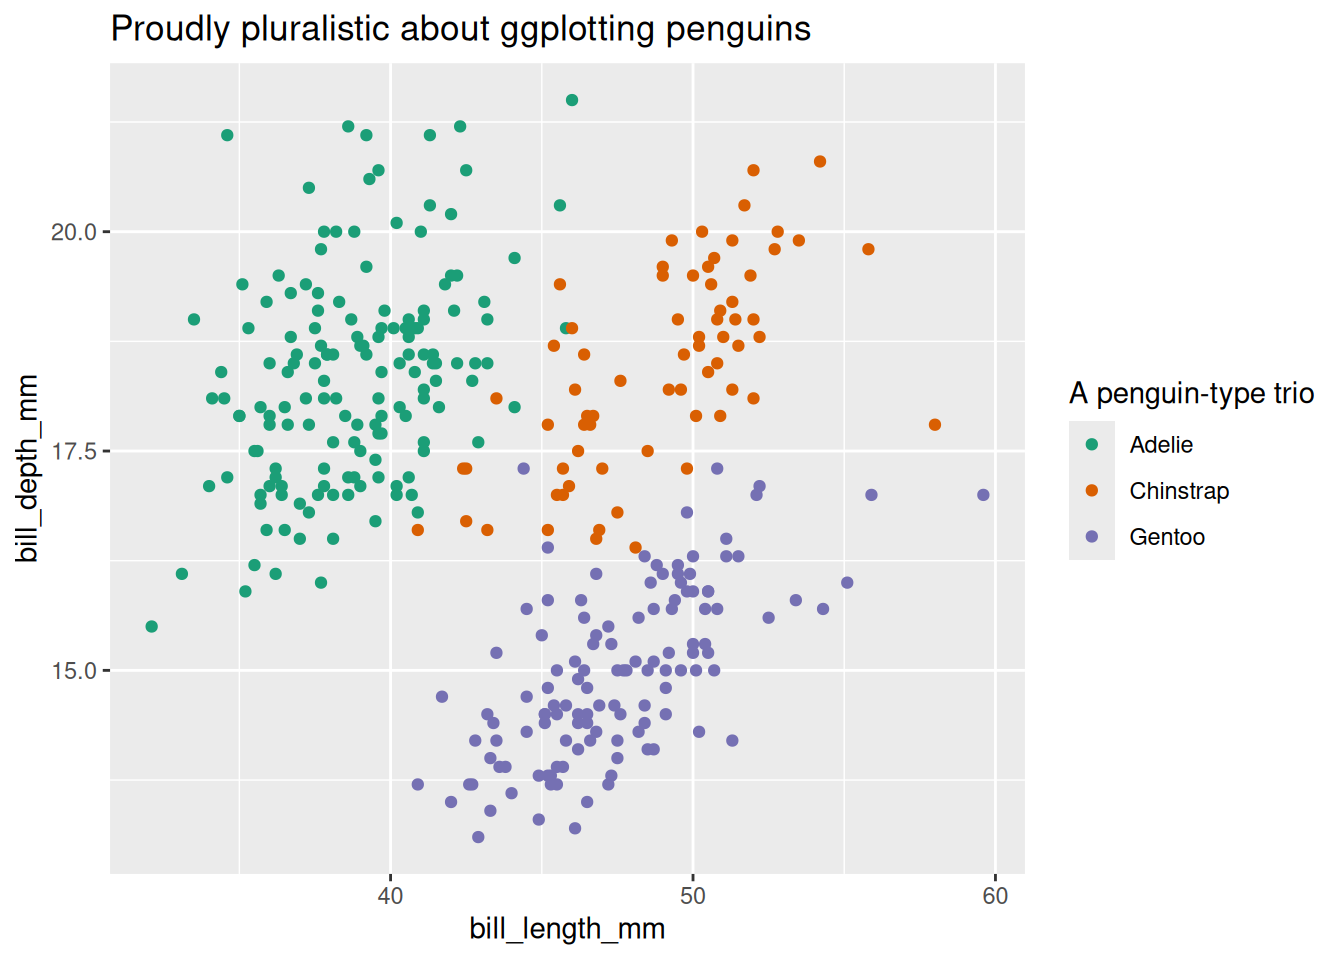 Proudly pluralistic about ggplotting penguins
20.0
17.5
15.0
bill_depth_mm
40
50
60
bill_length_mm
A penguin-type trio
Adelie
Chinstrap
Gentoo